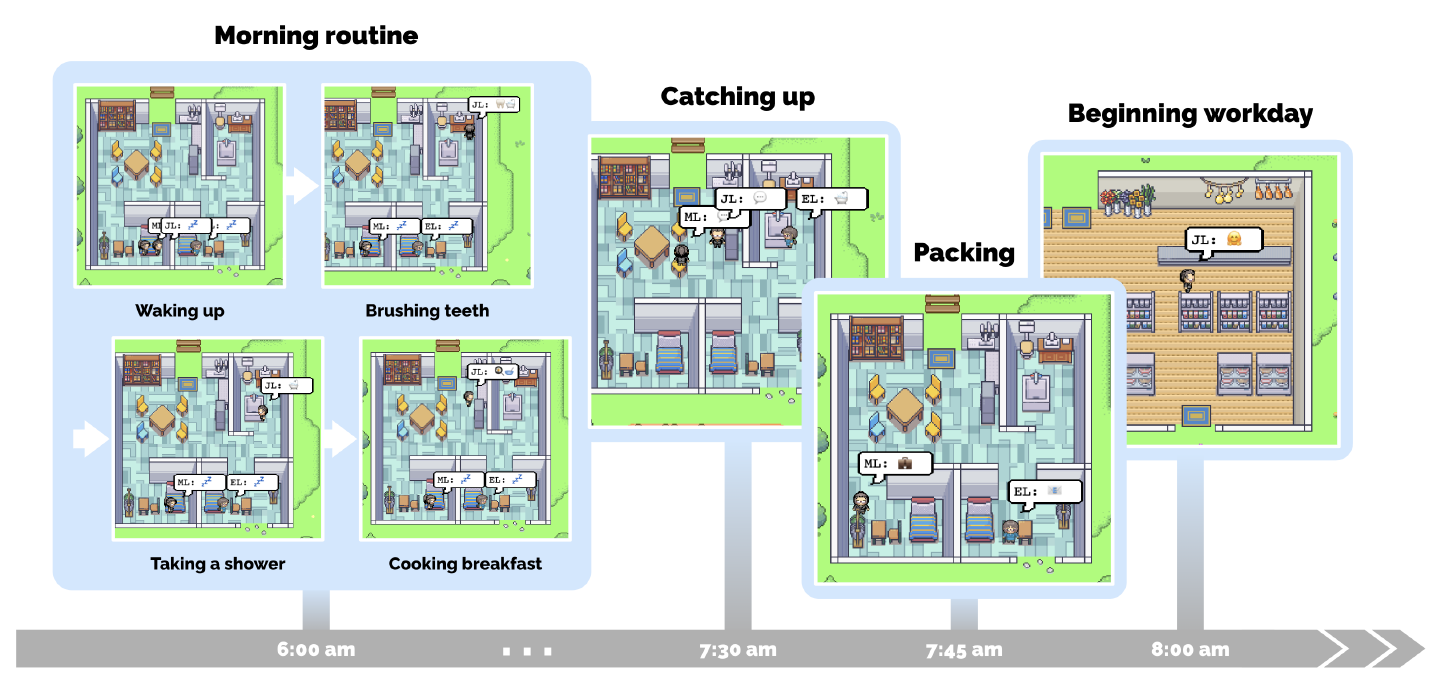 Morning routine
ML
JL: 💤
: 💤
JL:
ML: 💤
EL: 💤
Waking up
Brushing teeth
JL: 🛁
ML: 💤
EL: 💤
JL:
ML: 💤
EL: 💤
Taking a shower
Cooking breakfast
Catching up
JL: 💬
EL: 🛁
ML: 💬
Packing
ML: 💼
EL:
Beginning workday
JL: 🤗
6:00 am
...
7:30 am
7:45 am
8:00 am